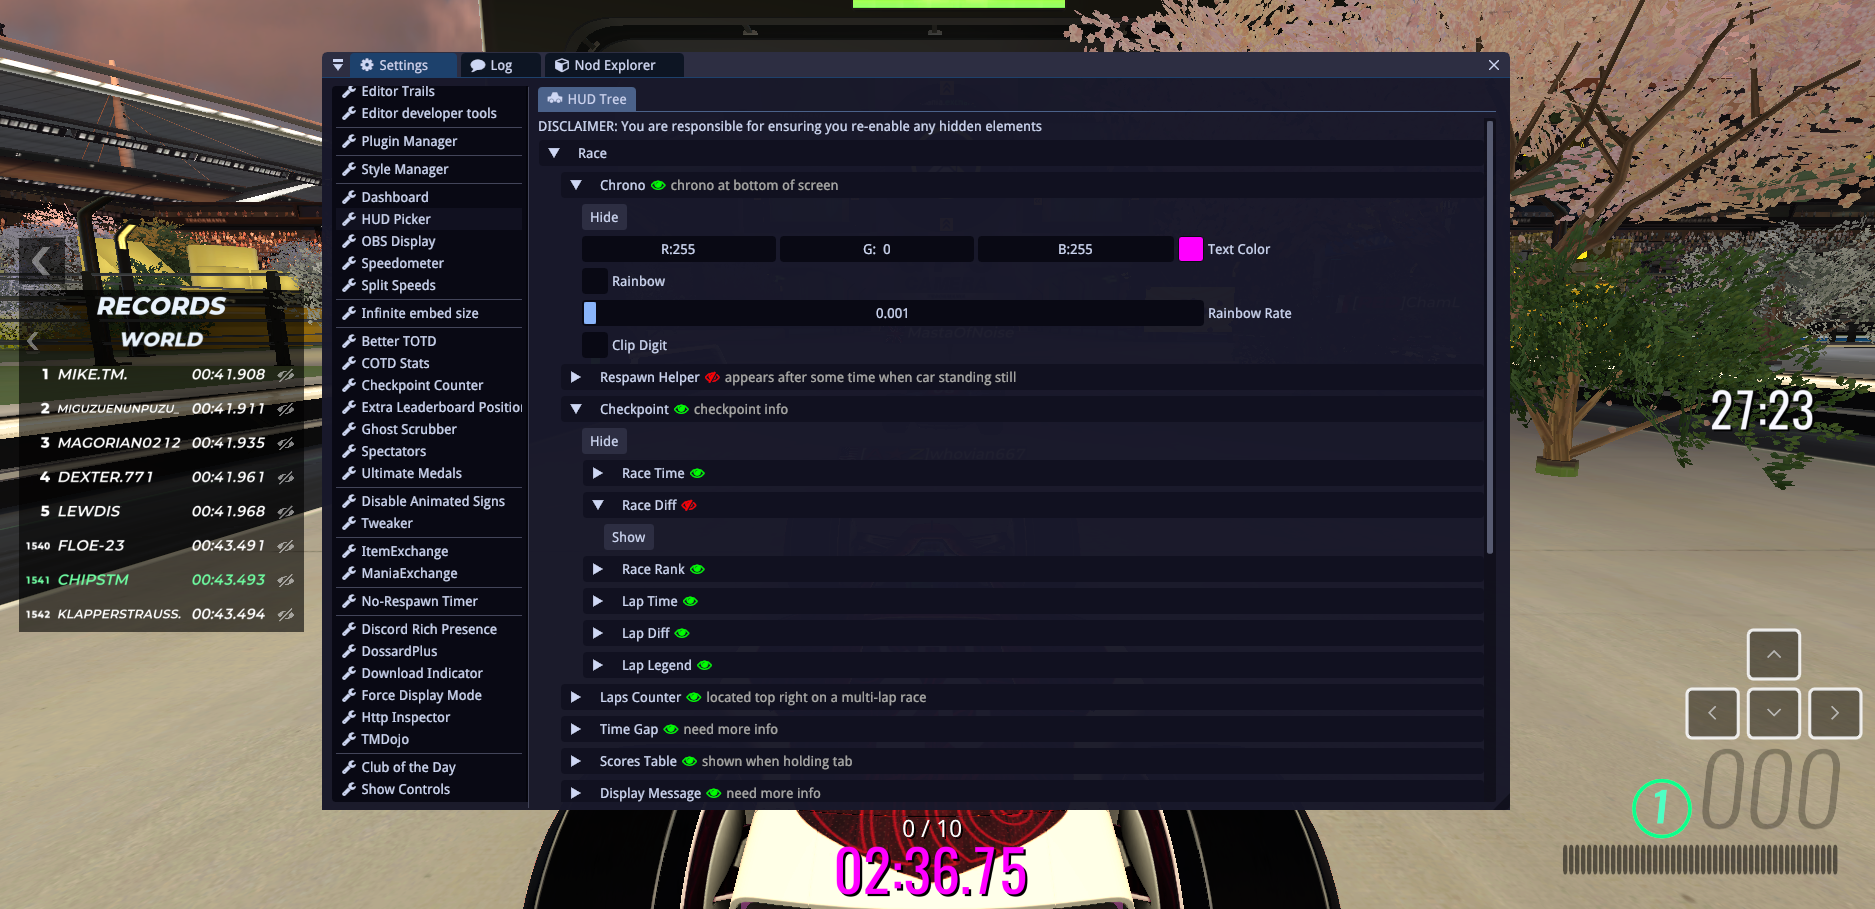 Settings
Log
Nod Explorer
Editor Trails
Editor developer tools
Plugin Manager
Style Manager
Dashboard
HUD Picker
OBS Display
Speedometer
Split Speeds
Infinite embed size
Better TOTD
COTD Stats
Checkpoint Counter
Extra Leaderboard Positio
Ghost Scrubber
Spectators
Ultimate Medals
Disable Animated Signs
Tweaker
ItemExchange
ManiaExchange
No-Respawn Timer
Discord Rich Presence
DossardPlus
Download Indicator
Force Display Mode
Http Inspector
TMDojo
Club of the Day
Show Controls
HUD Tree
DISCLAIMER: You are responsible for ensuring you re-enable any hidden elements
Race
Chrono chrono at bottom of screen
Hide
R:255 G: 0 B:255 Text Color
Rainbow
0.001 Rainbow Rate
Clip Digit
Respawn Helper appears after some time when car standing still
Checkpoint checkpoint info
Hide
Race Time
Race Diff
Show
Race Rank
Lap Time
Lap Diff
Lap Legend
Laps Counter located top right on a multi-lap race
Time Gap need more info
Scores Table shown when holding tab
Display Message need more info
RECORDS
WORLD
1 MIKE.TM. 00:41.908
2 MIGUZUENUNPUZU_ 00:41.911
3 MAGORIAN0212 00:41.935
4 DEXTER.771 00:41.961
5 LEWDIS 00:41.968
1540 FLOE-23 00:43.491
1541 CHIPSTM 00:43.493
1542 KLAPPERSTRAUSS. 00:43.494
27:23
1 000
0 / 10
02:36.75